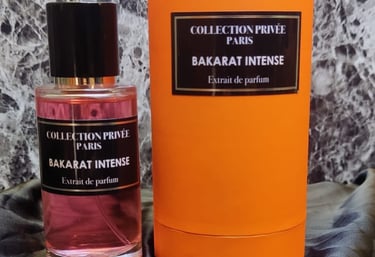 COLLECTION PRIVÉE
PARIS
BAKARAT INTENSE
Extrait de parfum
COLLECTION PRIVÉE
PARIS
BAKARAT INTENSE
Extrait de parfum